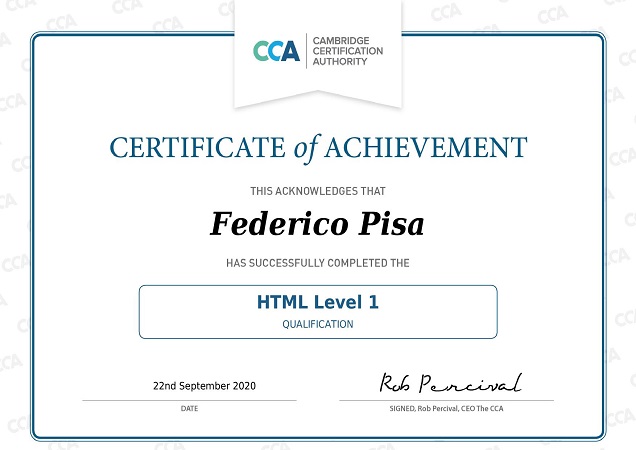 CCA
CAMBRIDGE
CERTIFICATION
AUTHORITY
CERTIFICATE of ACHIEVEMENT
THIS ACKNOWLEDGES THAT
Federico Pisa
HAS SUCCESSFULLY COMPLETED THE
HTML Level 1
QUALIFICATION
22nd September 2020
Rob Percival
DATE
SIGNED, Rob Percival, CEO The CCA